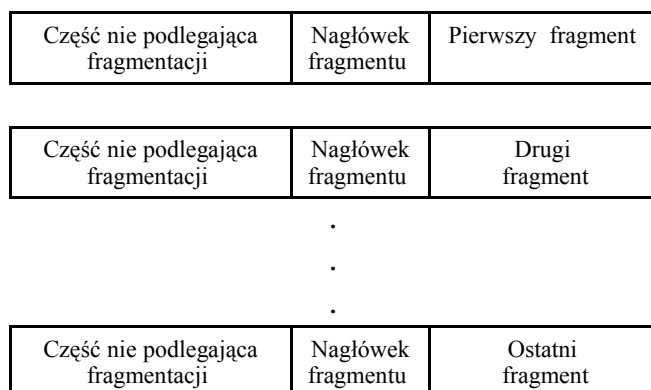 Część nie podlegająca fragmentacji
Nagłówek fragmentu
Pierwszy fragment
Część nie podlegająca fragmentacji
Nagłówek fragmentu
Drugi fragment
.
.
.
Część nie podlegająca fragmentacji
Nagłówek fragmentu
Ostatni fragment